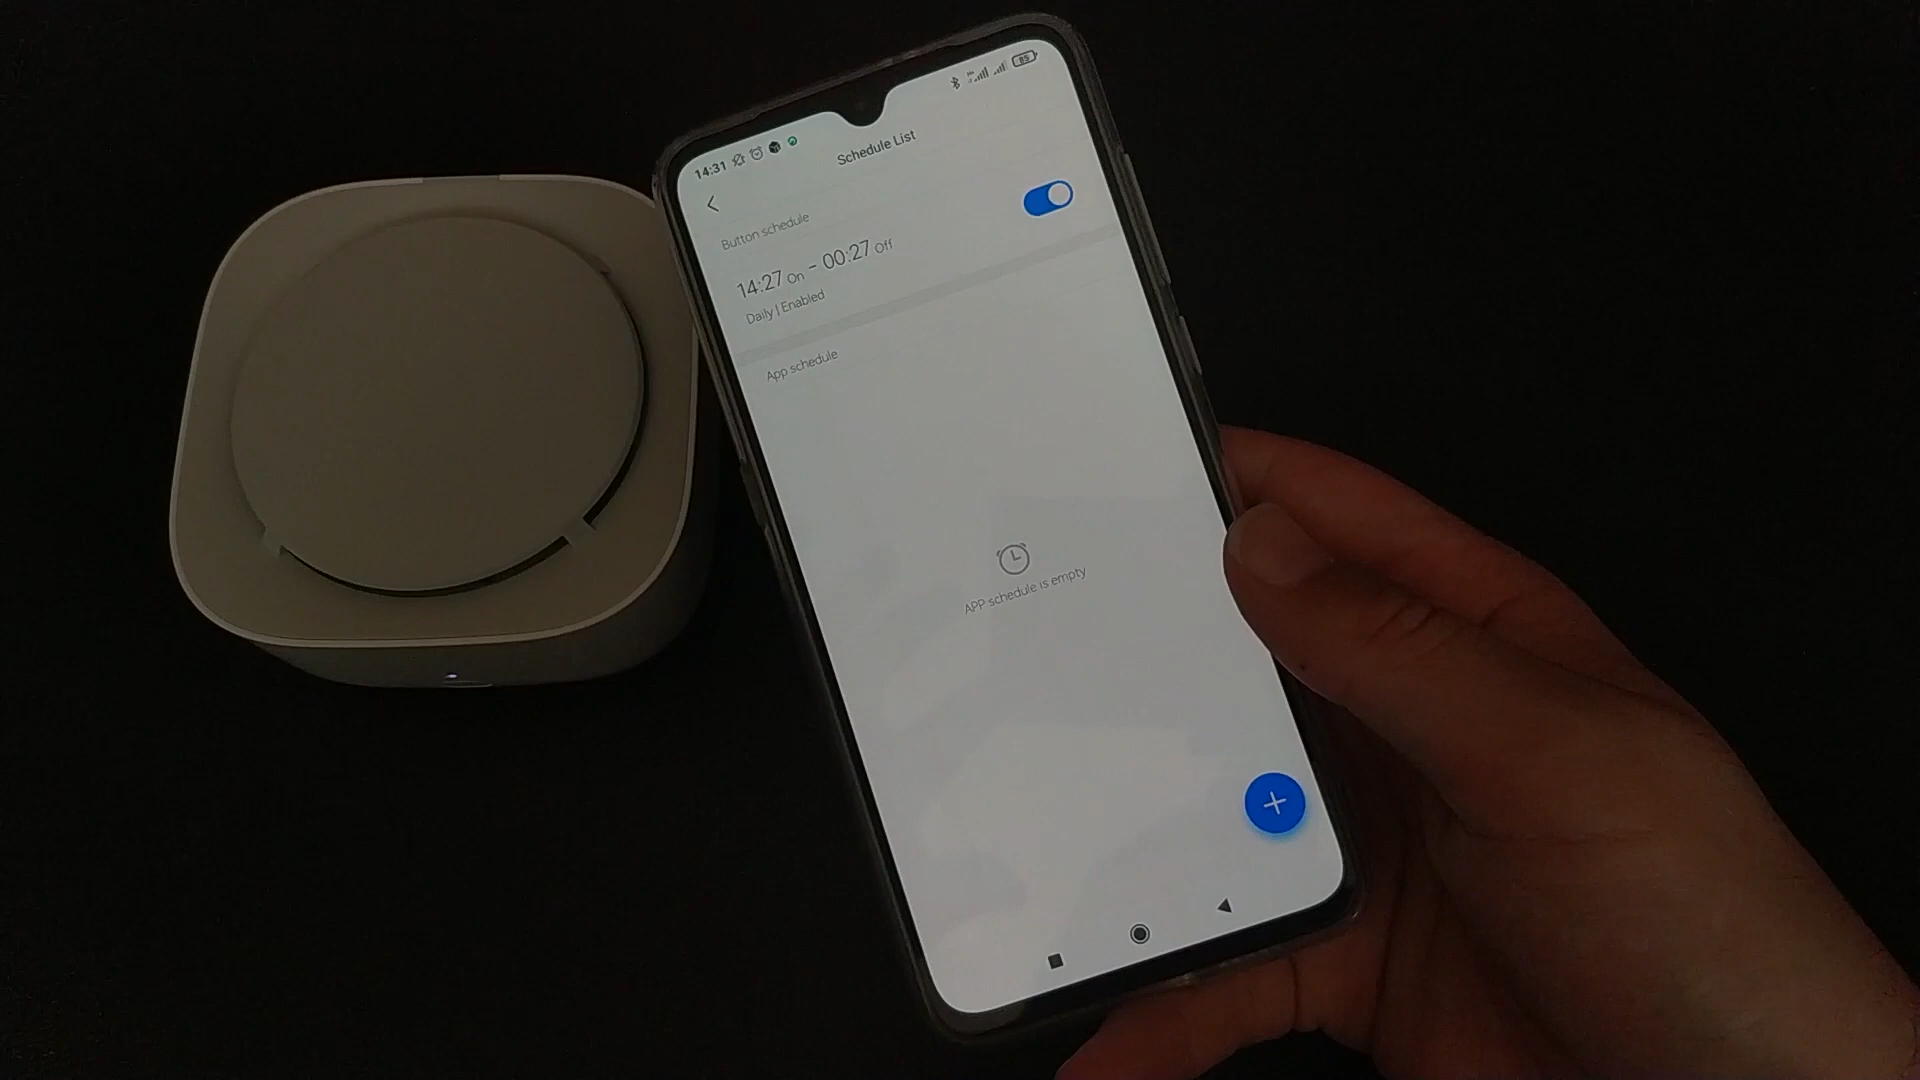 14:31
85
Schedule List
Button schedule
14:27 On - 00:27 Off
Daily | Enabled
App schedule
APP schedule is empty